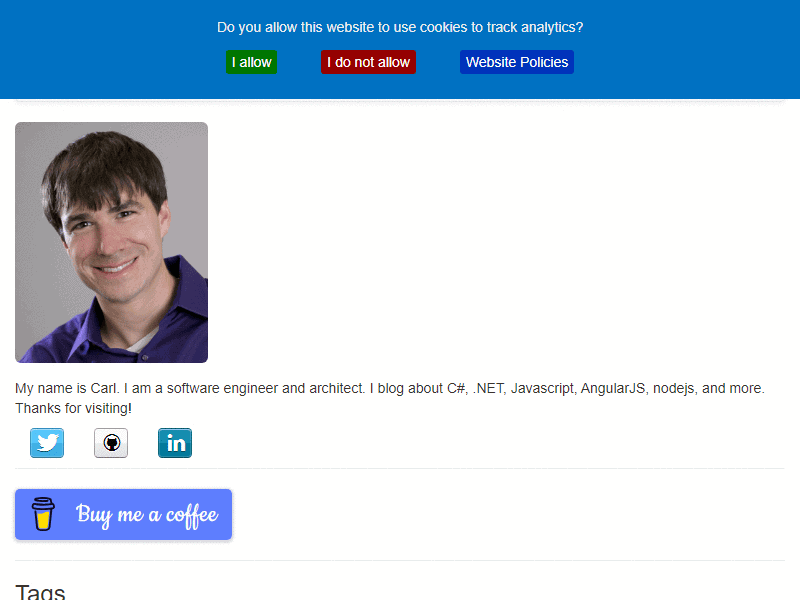 Do you allow this website to use cookies to track analytics?
I allow
I do not allow
Website Policies
My name is Carl. I am a software engineer and architect. I blog about C#, .NET, Javascript, AngularJS, nodejs, and more.
Thanks for visiting!
in
Buy me a coffee
Tags